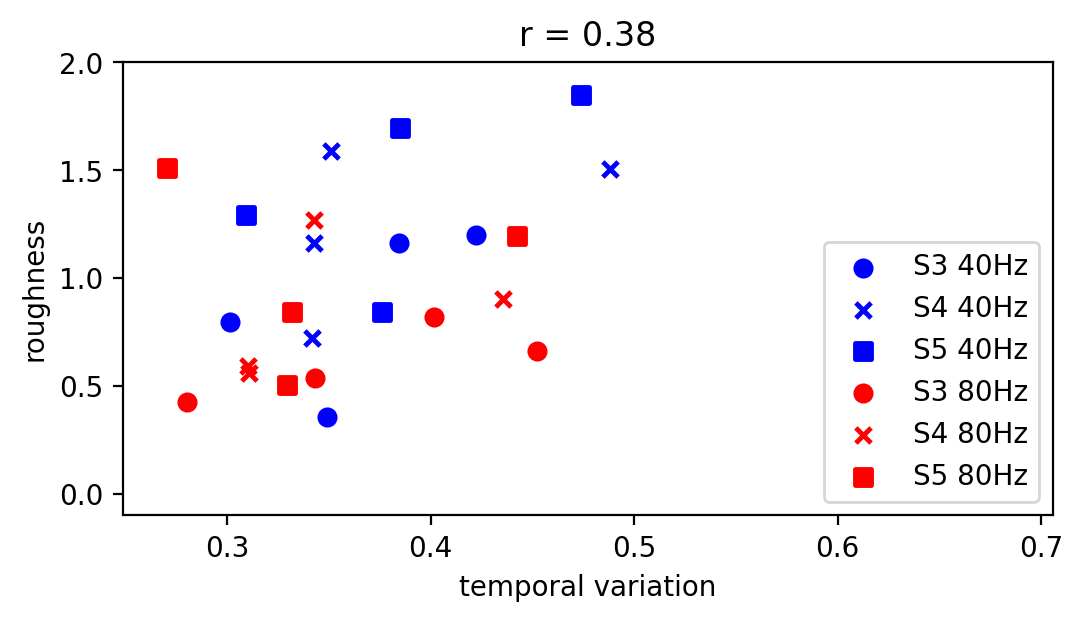 r = 0.38
2.0
1.5
1.0
0.5
0.0
roughness
S3 40Hz
S4 40Hz
S5 40Hz
S3 80Hz
S4 80Hz
S5 80Hz
0.3 0.4 0.5 0.6 0.7
temporal variation